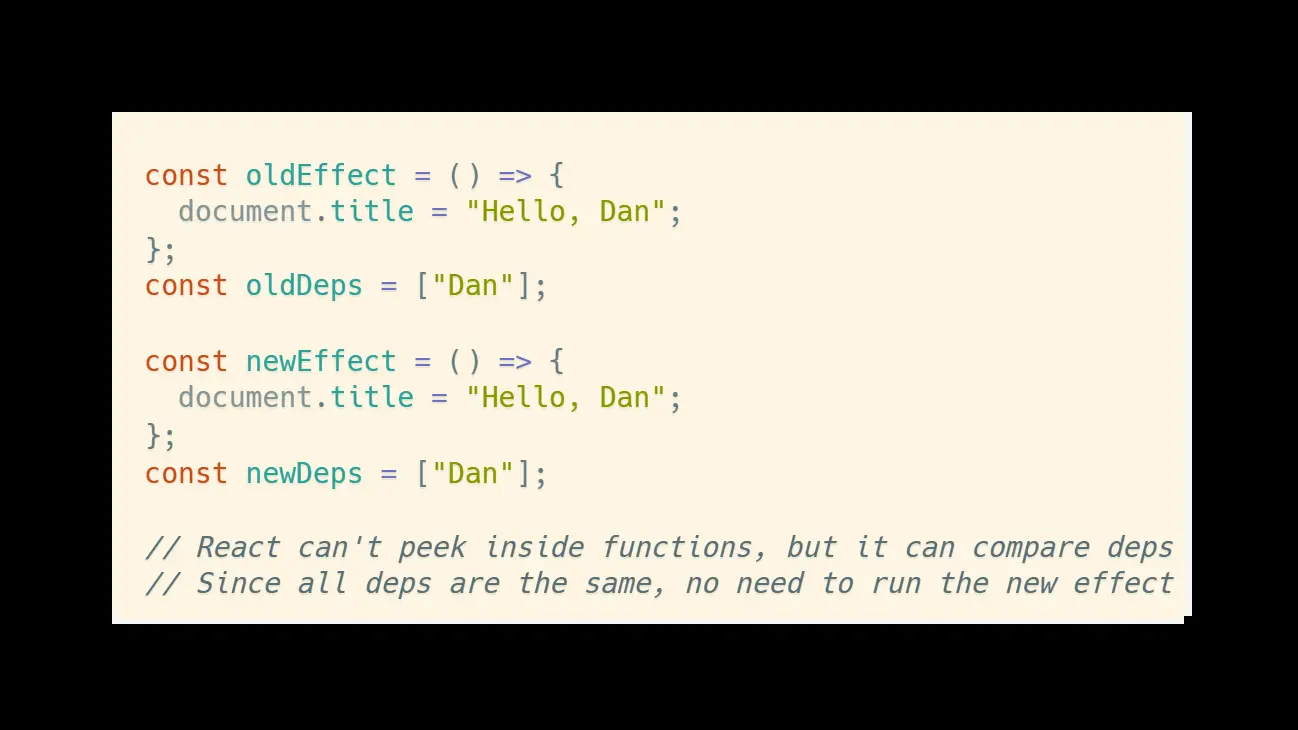 const oldEffect = () => {
  document.title = "Hello, Dan";
};
const oldDeps = ["Dan"];

const newEffect = () => {
  document.title = "Hello, Dan";
};
const newDeps = ["Dan"];

// React can't peek inside functions, but it can compare deps
// Since all deps are the same, no need to run the new effect